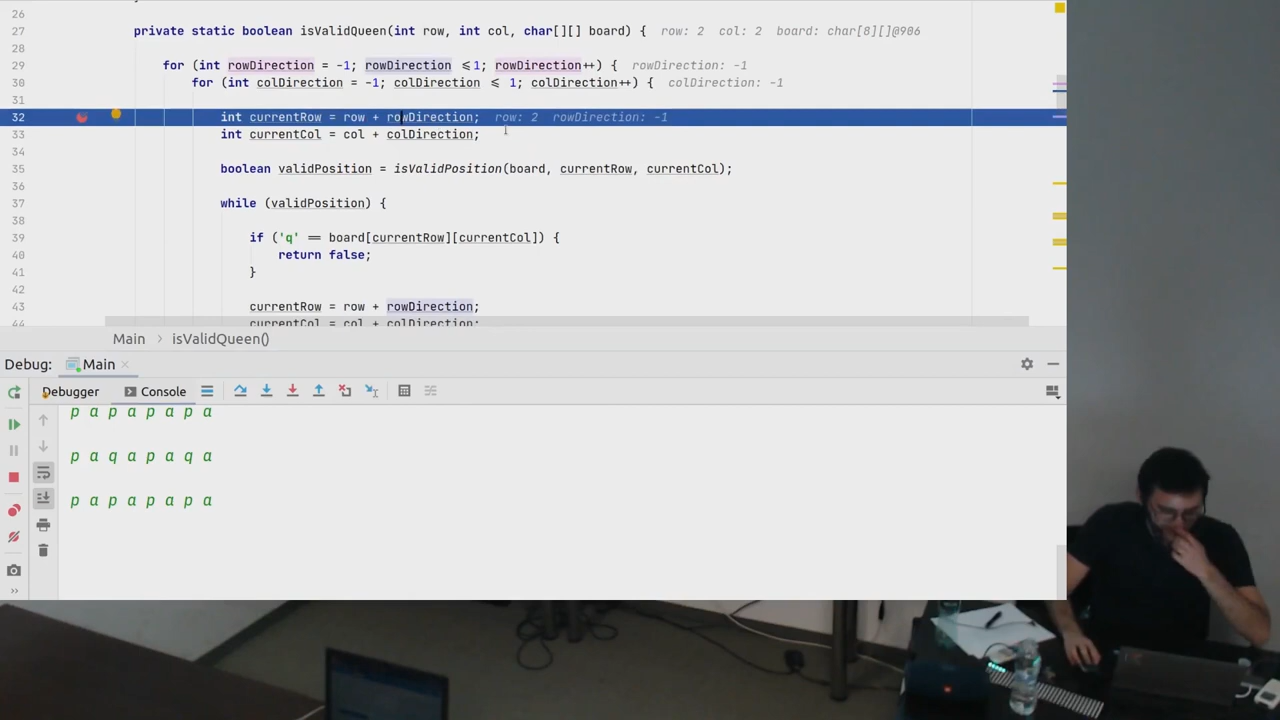 26
27 private static boolean isValidQueen(int row, int col, char[][] board) { row: 2 col: 2 board: char[8][]@906
28
29 for (int rowDirection = -1; rowDirection ≤1; rowDirection++) { rowDirection: -1
30 for (int colDirection = -1; colDirection ≤ 1; colDirection++) { colDirection: -1
31
32 int currentRow = row + rowDirection; row: 2 rowDirection: -1
33 int currentCol = col + colDirection;
34
35 boolean validPosition = isValidPosition(board, currentRow, currentCol);
36
37 while (validPosition) {
38
39 if ('q' == board[currentRow][currentCol]) {
40 return false;
41 }
42
43 currentRow = row + rowDirection;
44 currentCol = col + colDirection;
Main › isValidQueen()
Debug: Main ×
Debugger Console
p a p a p a p a
p a q a p a q a
p a p a p a p a